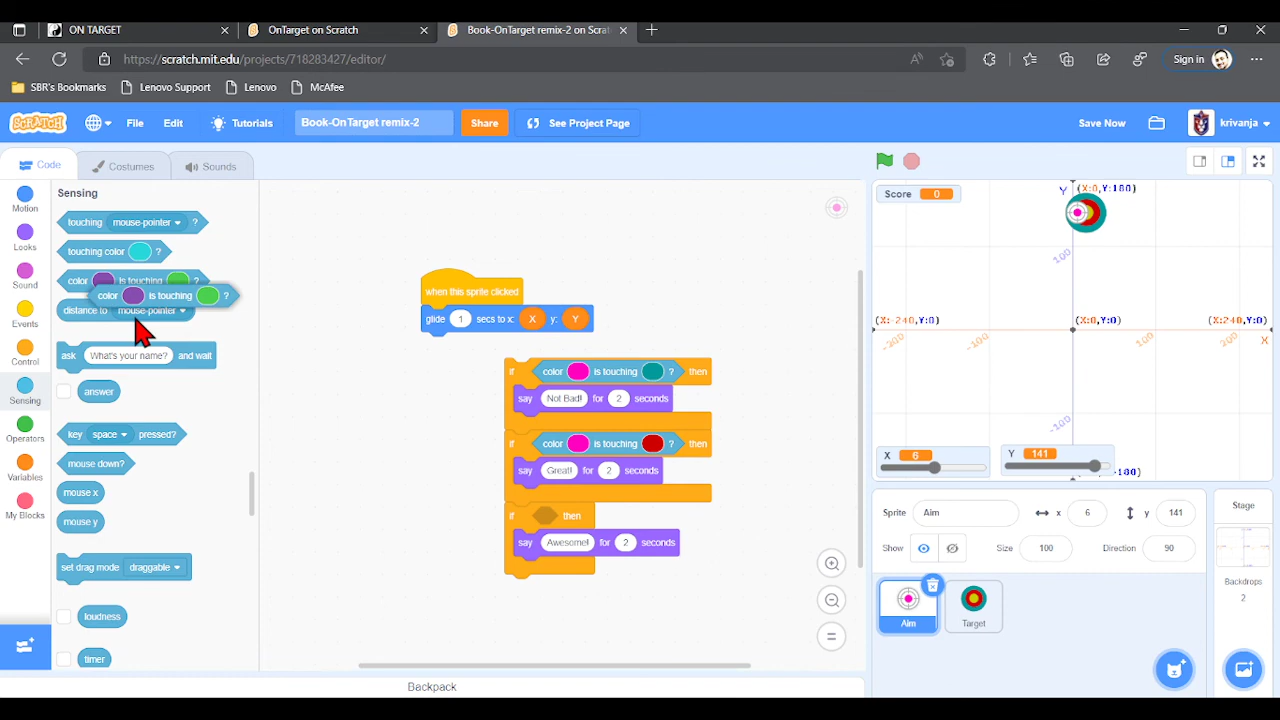 ON TARGET
OnTarget on Scratch
Book-OnTarget remix-2 on Scrat
https://scratch.mit.edu/projects/718283427/editor/
Sign in
SBR's Bookmarks
Lenovo Support
Lenovo
McAfee
SCRATCH
File
Edit
Tutorials
Book-OnTarget remix-2
Share
See Project Page
Save Now
krivanja
Code
Costumes
Sounds
Motion
Looks
Sound
Events
Control
Sensing
Operators
Variables
My Blocks
Sensing
touching mouse-pointer ?
touching color ?
color is touching ?
color is touching ?
distance to mouse-pointer
ask What's your name? and wait
answer
key space pressed?
mouse down?
mouse x
mouse y
set drag mode draggable
loudness
timer
when this sprite clicked
glide 1 secs to x: X y: Y
if color is touching ? then
say Not Bad! for 2 seconds
if color is touching ? then
say Great! for 2 seconds
if then
say Awesome! for 2 seconds
Backpack
Score 0
Y
(X:0,Y:180)
100
(X:-240,Y:0)
(X:0,Y:0)
(X:240,Y:0)
-200
-100
100
200
X
-100
X 6
Y 141
-180)
Sprite
Aim
x
6
y
141
Show
Size
100
Direction
90
Aim
Target
Stage
Backdrops
2